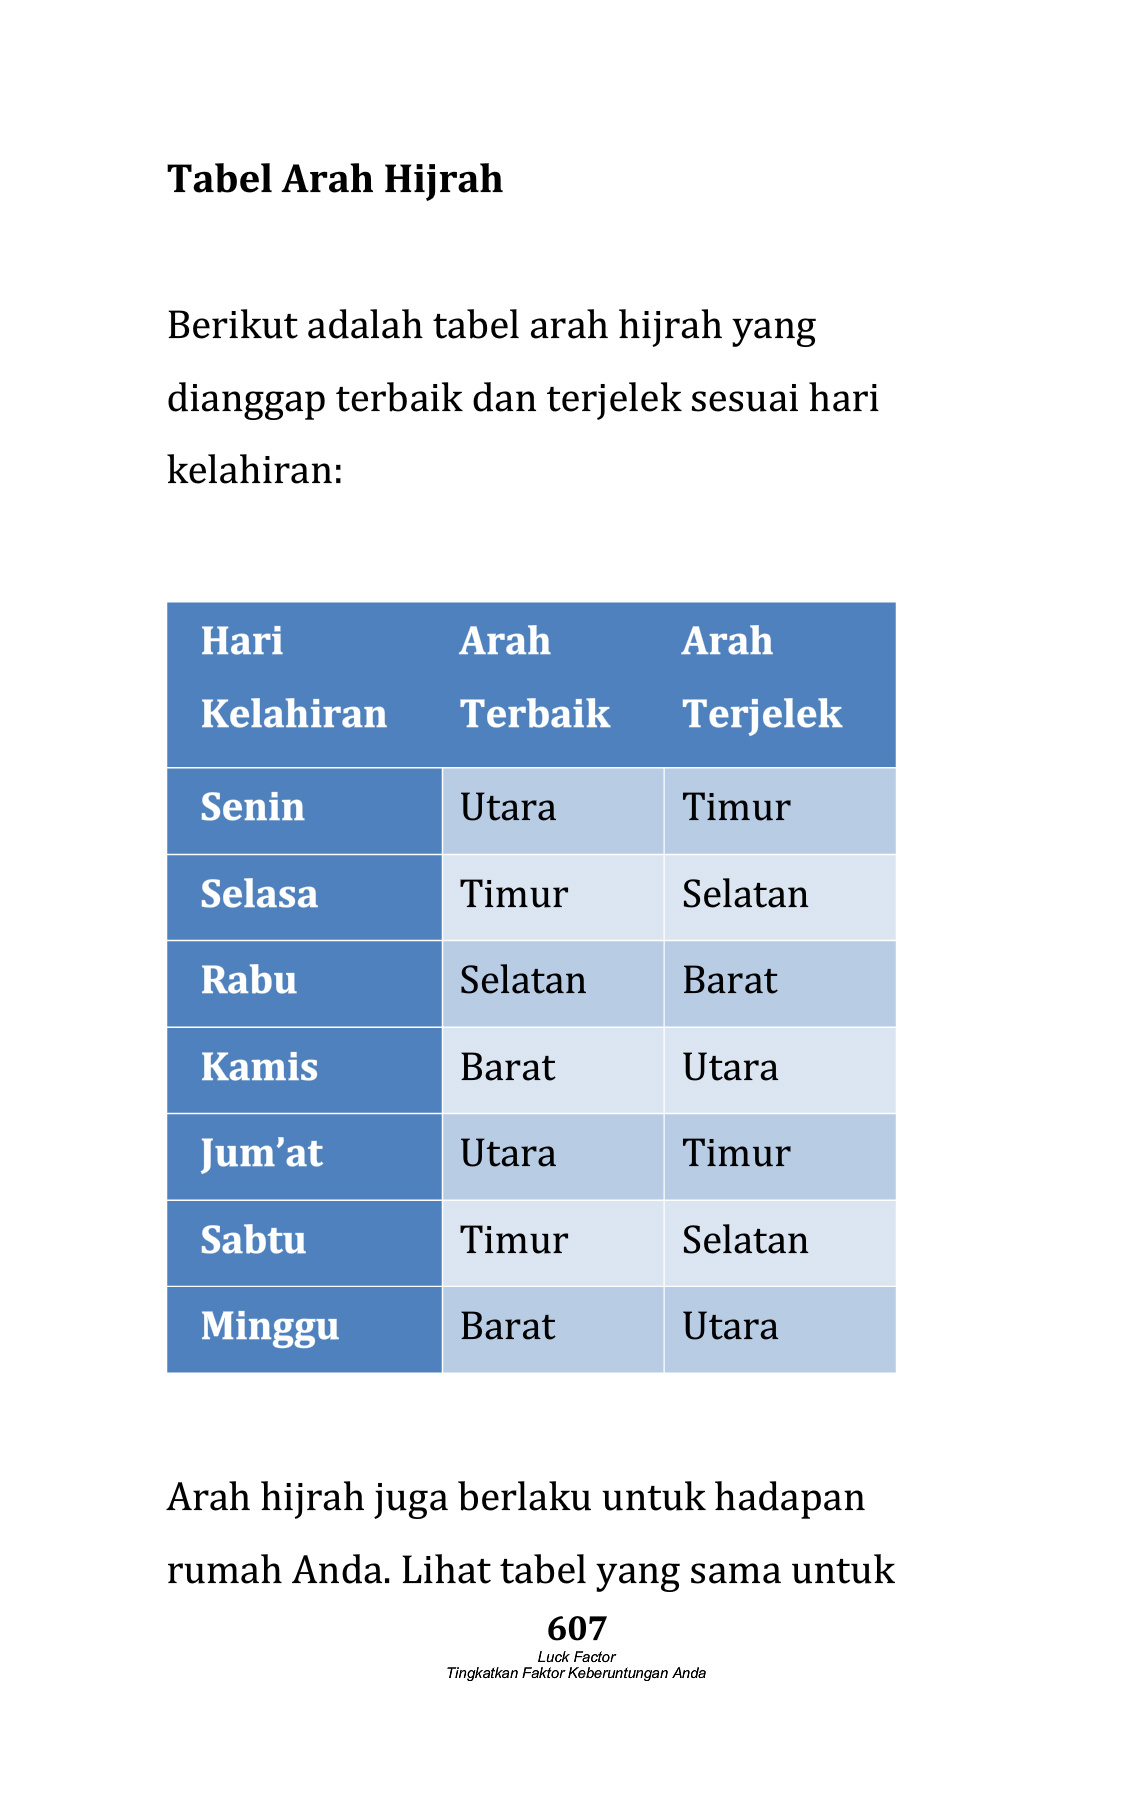 Tabel Arah Hijrah
Berikut adalah tabel arah hijrah yang
dianggap terbaik dan terjelek sesuai hari
kelahiran:
Hari Arah Arah
Kelahiran Terbaik Terjelek
Senin Utara Timur
Selasa Timur Selatan
Rabu Selatan Barat
Kamis Barat Utara
Jum’at Utara Timur
Sabtu Timur Selatan
Minggu Barat Utara
Arah hijrah juga berlaku untuk hadapan
rumah Anda. Lihat tabel yang sama untuk
607
Luck Factor
Tingkatkan Faktor Keberuntungan Anda